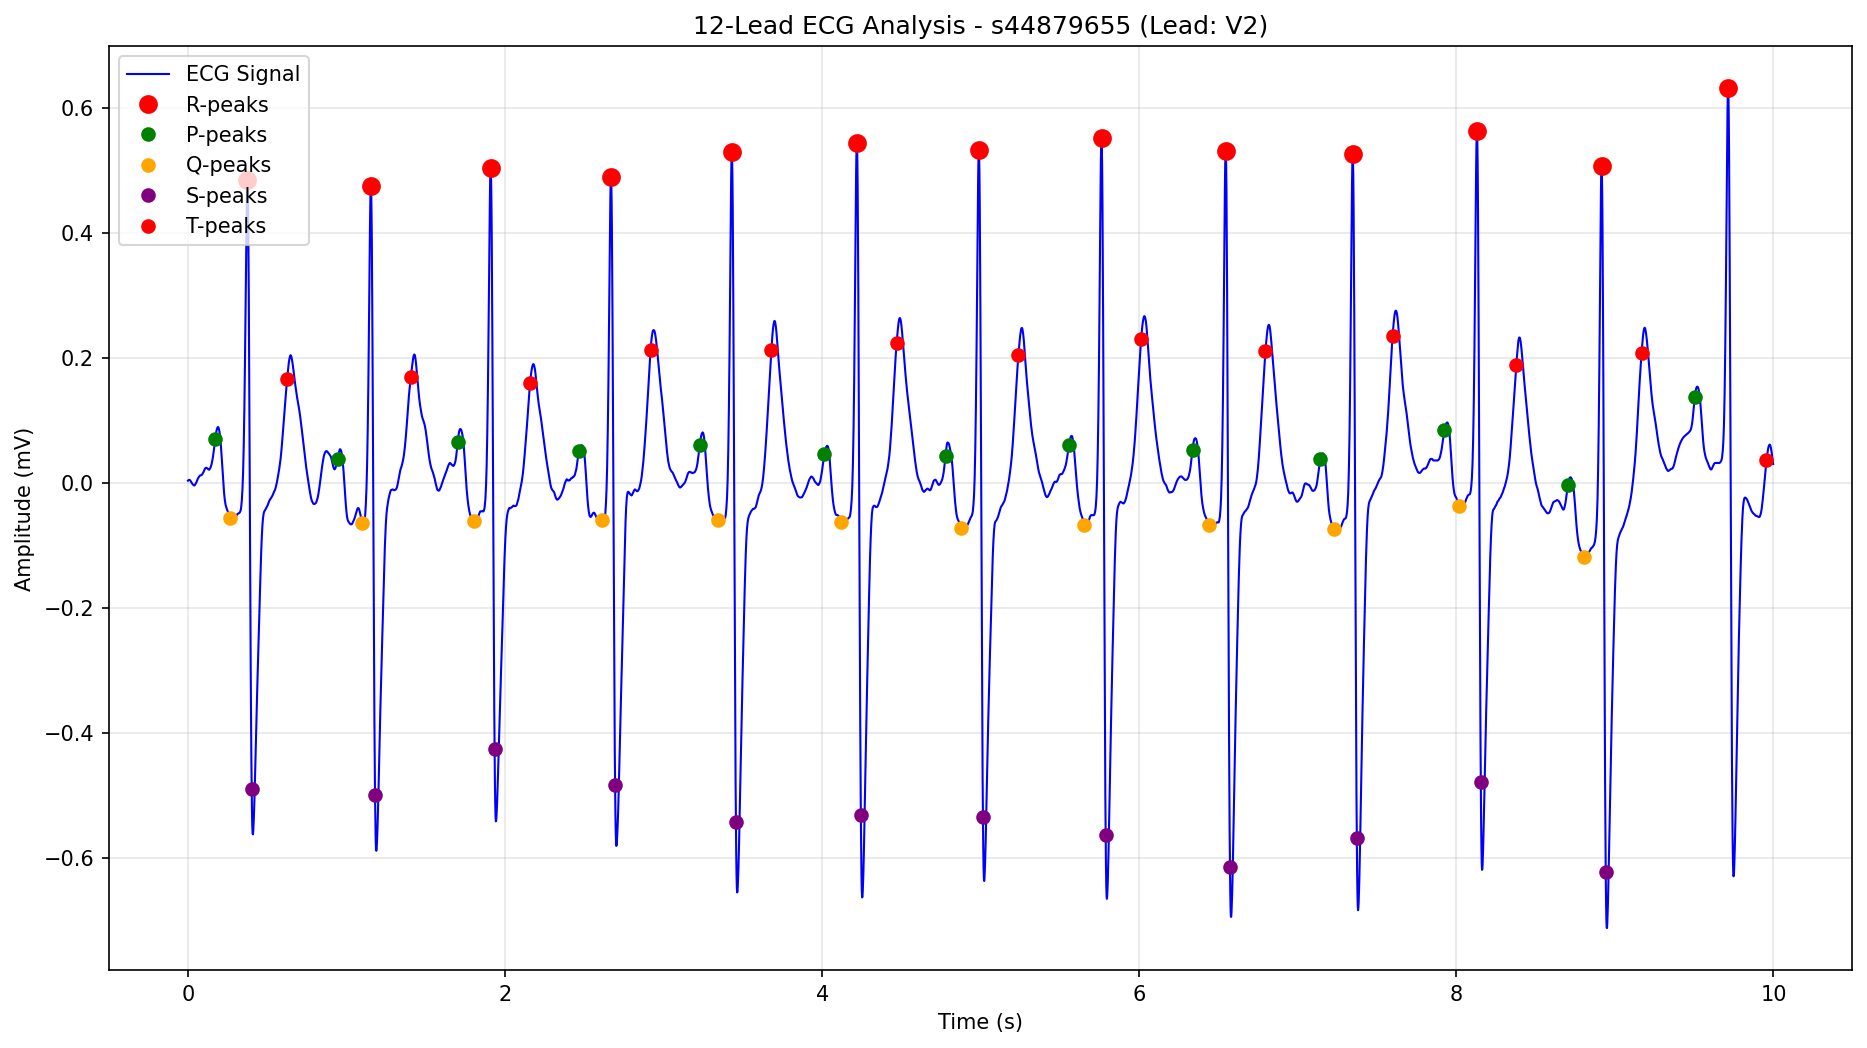 12-Lead ECG Analysis - s44879655 (Lead: V2)
ECG Signal
R-peaks
P-peaks
Q-peaks
S-peaks
T-peaks
Amplitude (mV)
0.6
0.4
0.2
0.0
−0.2
−0.4
−0.6
0 2 4 6 8 10
Time (s)